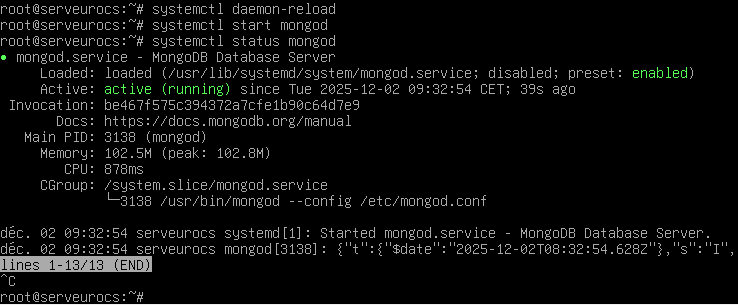 root@serveurocs:~# systemctl daemon-reload
root@serveurocs:~# systemctl start mongod
root@serveurocs:~# systemctl status mongod
● mongod.service - MongoDB Database Server
     Loaded: loaded (/usr/lib/systemd/system/mongod.service; disabled; preset: enabled)
     Active: active (running) since Tue 2025-12-02 09:32:54 CET; 39s ago
 Invocation: be467f575c394372a7cfe1b90c64d7e9
       Docs: https://docs.mongodb.org/manual
   Main PID: 3138 (mongod)
     Memory: 102.5M (peak: 102.8M)
        CPU: 878ms
     CGroup: /system.slice/mongod.service
             └─3138 /usr/bin/mongod --config /etc/mongod.conf

déc. 02 09:32:54 serveurocs systemd[1]: Started mongod.service - MongoDB Database Server.
déc. 02 09:32:54 serveurocs mongod[3138]: {"t":{"$date":"2025-12-02T08:32:54.628Z"},"s":"I",
lines 1-13/13 (END)
^C
root@serveurocs:~#